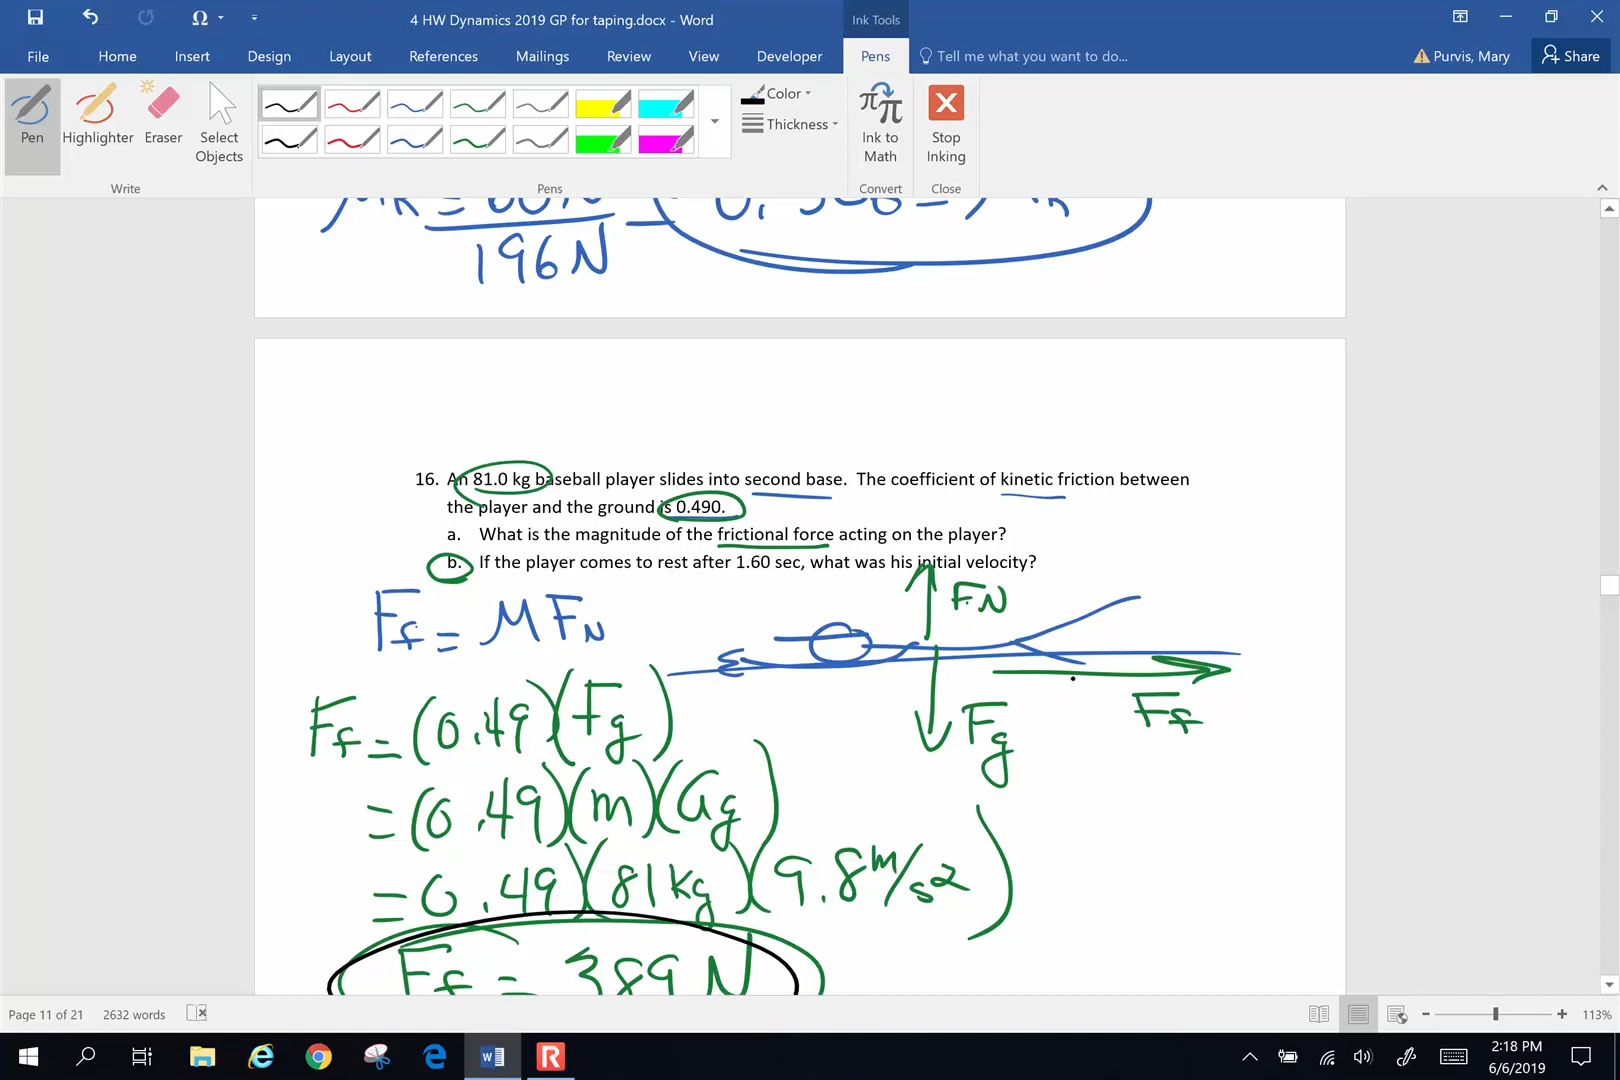 4 HW Dynamics 2019 GP for taping.docx - Word
Ink Tools
File Home Insert Design Layout References Mailings Review View Developer Pens Tell me what you want to do... Purvis, Mary Share
Pen Highlighter Eraser Select Objects
Color
Thickness
Ink to Math
Stop Inking
Write Pens Convert Close
196N
16. An 81.0 kg baseball player slides into second base. The coefficient of kinetic friction between
the player and the ground is 0.490.
a. What is the magnitude of the frictional force acting on the player?
b. If the player comes to rest after 1.60 sec, what was his initial velocity?
Ff = μFN
FN
Ff = (0.49)(Fg)
Fg
Ff
= (0.49)(m)(ag)
= 0.49)(81kg)(9.8m/s2)
Ff = 389 N
Page 11 of 21 2632 words 113%
2:18 PM
6/6/2019